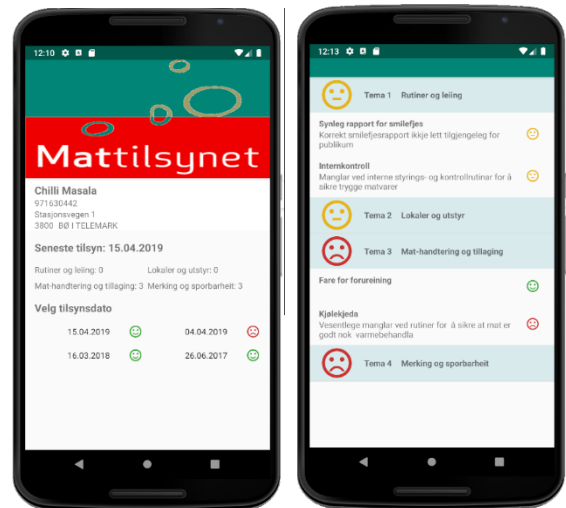 12:10
Mattilsynet
Chilli Masala
971630442
Stasjonsvegen 1
3800 BØ I TELEMARK
Seneste tilsyn: 15.04.2019
Rutiner og leiing: 0 Lokaler og utstyr: 0
Mat-handtering og tillaging: 3 Merking og sporbarheit: 3
Velg tilsynsdato
15.04.2019 04.04.2019
16.03.2018 26.06.2017
12:13
Tema 1 Rutiner og leiing
Synleg rapport for smilefjes
Korrekt smilefjesrapport ikkje lett tilgjengeleg for
publikum
Internkontroll
Manglar ved interne styrings- og kontrollrutinar for å
sikre trygge matvarer
Tema 2 Lokaler og utstyr
Tema 3 Mat-handtering og tillaging
Fare for forureining
Kjølekjeda
Vesentlege manglar ved rutiner for å sikre at mat er
godt nok varmebehandla
Tema 4 Merking og sporbarheit